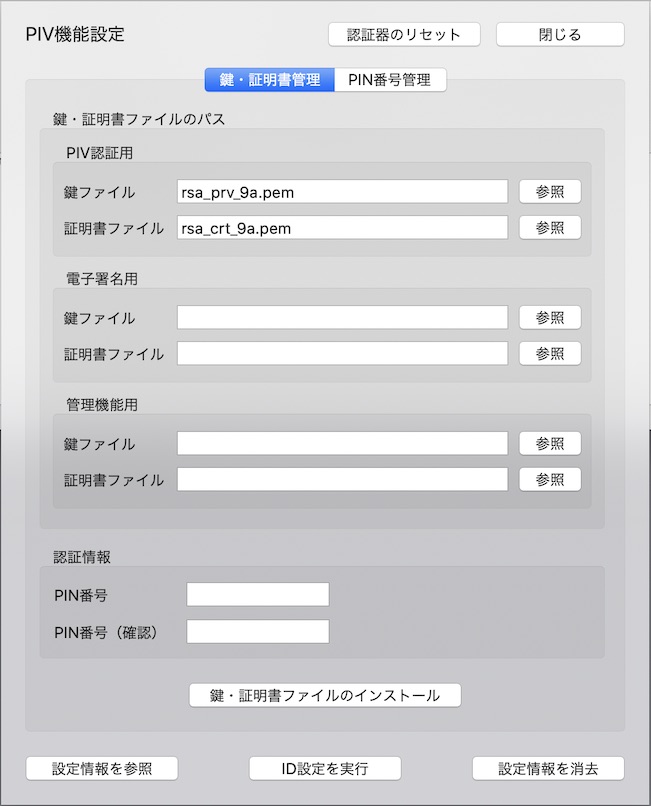 PIV機能設定
認証器のリセット
閉じる
鍵・証明書管理
PIN番号管理
鍵・証明書ファイルのパス
PIV認証用
鍵ファイル rsa_prv_9a.pem 参照
証明書ファイル rsa_crt_9a.pem 参照
電子署名用
鍵ファイル 参照
証明書ファイル 参照
管理機能用
鍵ファイル 参照
証明書ファイル 参照
認証情報
PIN番号
PIN番号（確認）
鍵・証明書ファイルのインストール
設定情報を参照
ID設定を実行
設定情報を消去